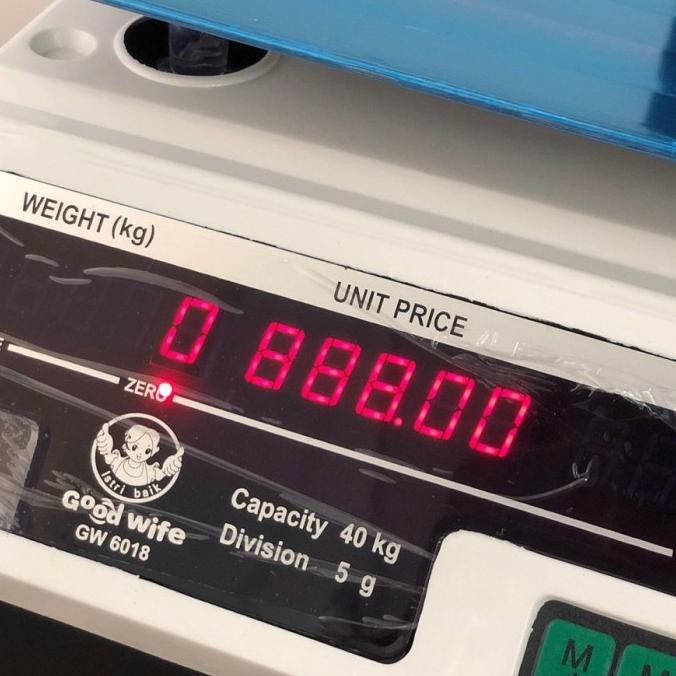 WEIGHT (kg)
UNIT PRICE
0 888.00
ZERO
istri baik
Good wife
GW 6018
Capacity 40 kg
Division 5 g
M
M